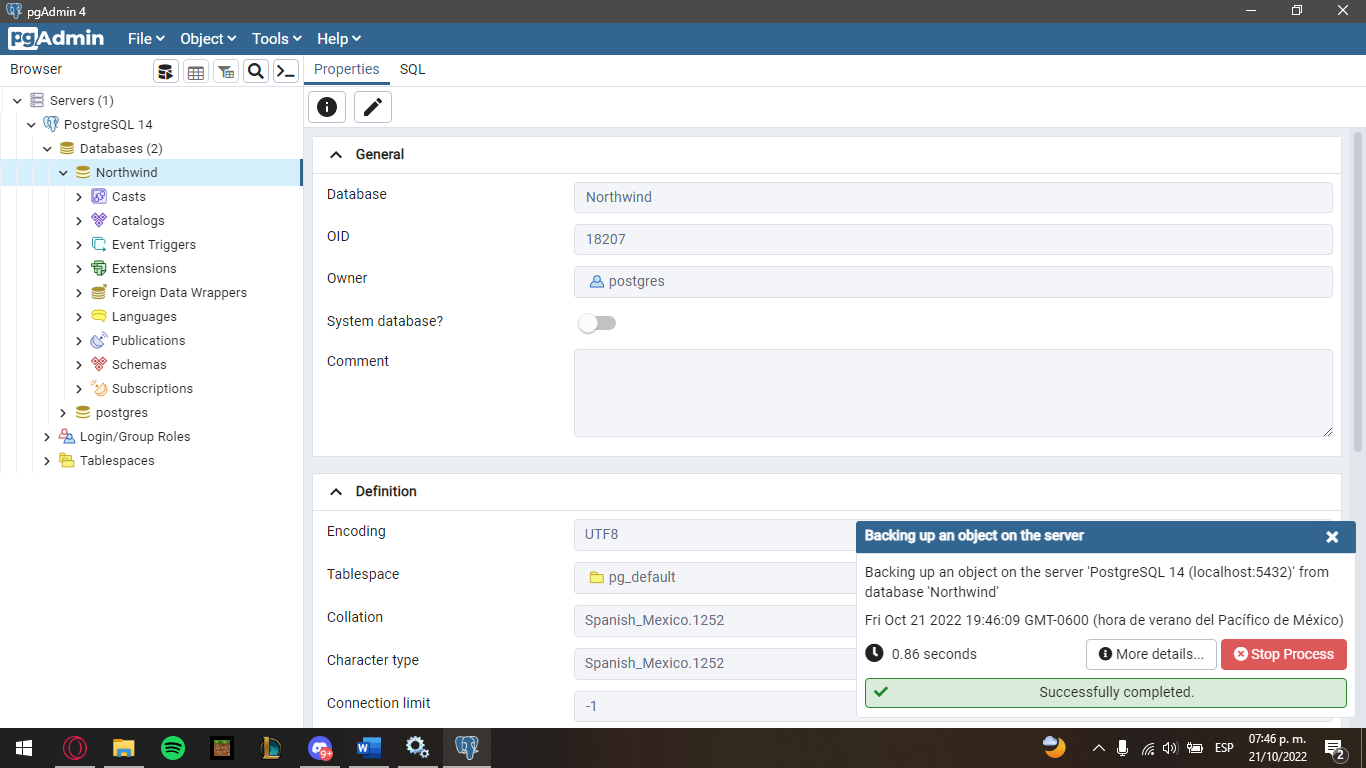 pgAdmin 4
pgAdmin File Object Tools Help
Browser
Properties SQL
Servers (1)
PostgreSQL 14
Databases (2)
Northwind
Casts
Catalogs
Event Triggers
Extensions
Foreign Data Wrappers
Languages
Publications
Schemas
Subscriptions
postgres
Login/Group Roles
Tablespaces
General
Database Northwind
OID 18207
Owner postgres
System database?
Comment
Definition
Encoding UTF8
Tablespace pg_default
Collation Spanish_Mexico.1252
Character type Spanish_Mexico.1252
Connection limit -1
Backing up an object on the server
Backing up an object on the server 'PostgreSQL 14 (localhost:5432)' from
database 'Northwind'
Fri Oct 21 2022 19:46:09 GMT-0600 (hora de verano del Pacífico de México)
0.86 seconds More details... Stop Process
Successfully completed.
9+
W
ESP
07:46 p. m.
21/10/2022
2